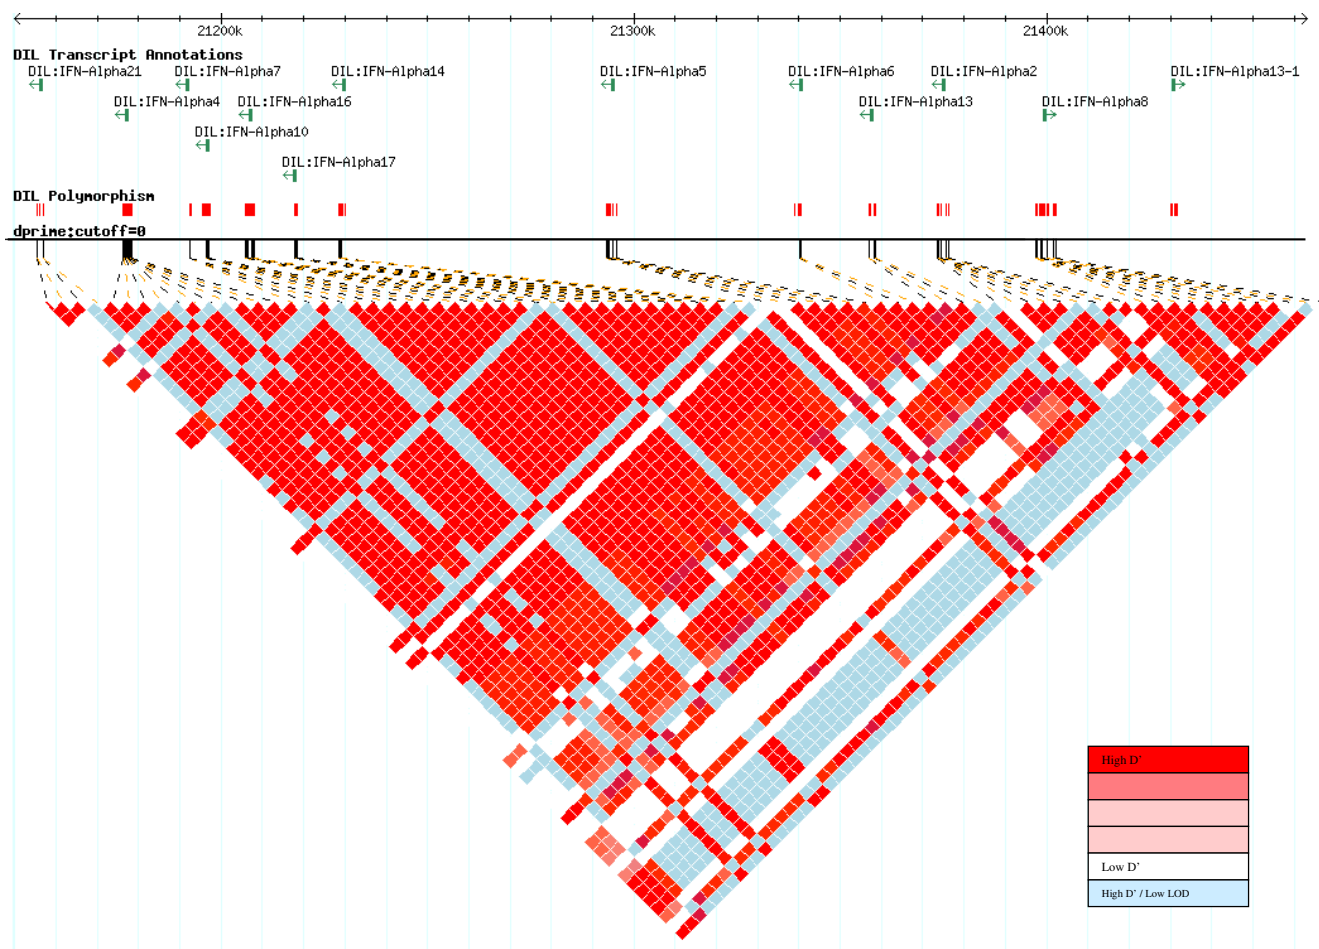 21200k 21300k 21400k
DIL Transcript Annotations
DIL:IFN-Alpha21 DIL:IFN-Alpha7 DIL:IFN-Alpha14 DIL:IFN-Alpha5 DIL:IFN-Alpha6 DIL:IFN-Alpha2 DIL:IFN-Alpha13-1
DIL:IFN-Alpha4 DIL:IFN-Alpha16 DIL:IFN-Alpha13 DIL:IFN-Alpha8
DIL:IFN-Alpha10
DIL:IFN-Alpha17
DIL Polymorphism
dprime:cutoff=0
High D'
Low D'
High D' / Low LOD